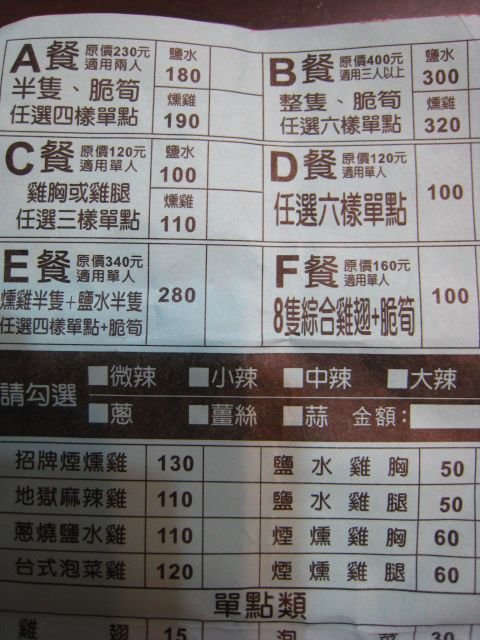 A餐 原價230元 適用兩人 鹽水 180
半隻、脆筍 任選四樣單點 燻雞 190
B餐 原價400元 適用三人以上 鹽水 300
整隻、脆筍 任選六樣單點 燻雞 320
C餐 原價120元 適用單人 鹽水 100
雞胸或雞腿 任選三樣單點 燻雞 110
D餐 原價120元 適用單人
任選六樣單點 100
E餐 原價340元 適用單人
燻雞半隻+鹽水半隻 280
任選四樣單點+脆筍
F餐 原價160元 適用單人
8隻綜合雞翅+脆筍 100
請勾選 微辣 小辣 中辣 大辣
蔥 薑絲 蒜 金額:
招牌煙燻雞 130 鹽水雞胸 50
地獄麻辣雞 110 鹽水雞腿 50
蔥燒鹽水雞 110 煙燻雞胸 60
台式泡菜雞 120 煙燻雞腿 60
單點類
雞翅 15 泡菜 30